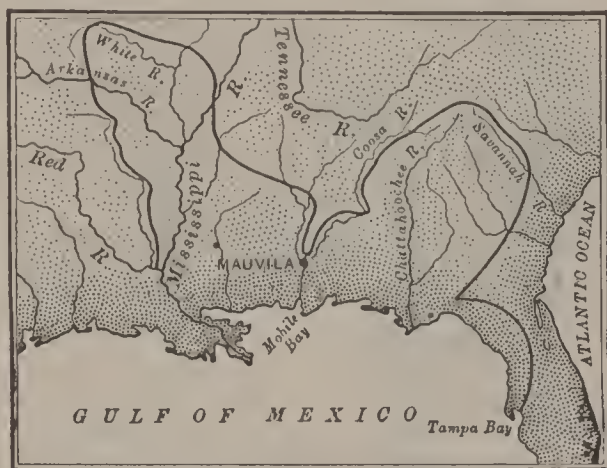 White R.
Arkansas R.
Tennessee R.
Coosa R.
Savannah R.
Red R.
Mississippi R.
Chattahoochee R.
MAUVILA
Mobile Bay
ATLANTIC OCEAN
GULF OF MEXICO
Tampa Bay